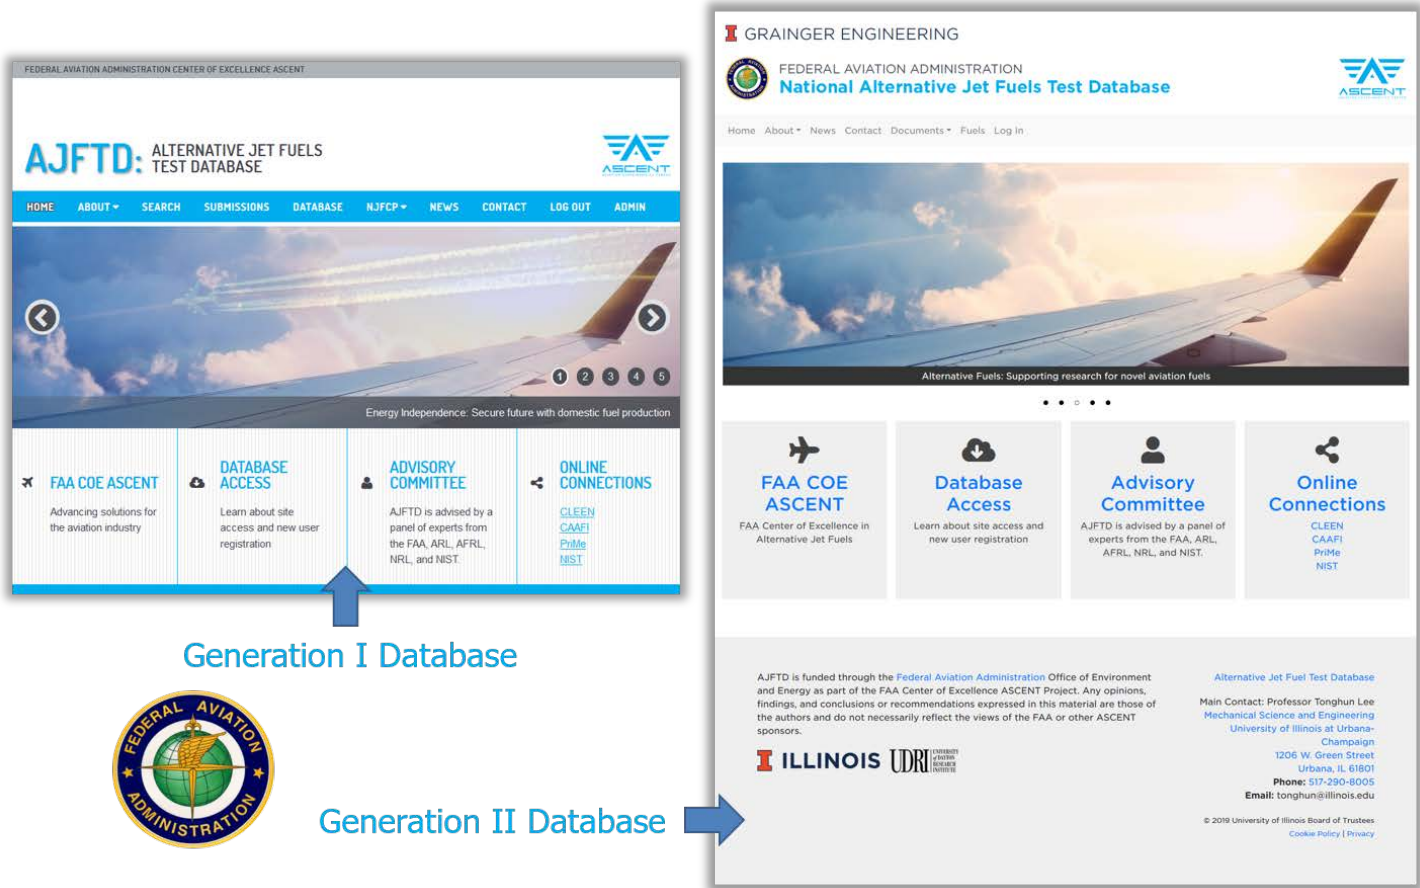 FEDERAL AVIATION ADMINISTRATION CENTER OF EXCELLENCE ASCENT
AJFTD: ALTERNATIVE JET FUELS
TEST DATABASE
ASCENT
HOME ABOUT SEARCH SUBMISSIONS DATABASE NJFCP NEWS CONTACT LOG OUT ADMIN
1 2 3 4 5
Energy Independence: Secure future with domestic fuel production
FAA COE ASCENT
Advancing solutions for
the aviation industry
DATABASE
ACCESS
Learn about site
access and new user
registration
ADVISORY
COMMITTEE
AJFTD is advised by a
panel of experts from
the FAA, ARL, AFRL,
NRL, and NIST.
ONLINE
CONNECTIONS
CLEEN
CAAFI
PriMe
NIST
Generation I Database
FEDERAL AVIATION
ADMINISTRATION
Generation II Database
I GRAINGER ENGINEERING
FEDERAL AVIATION ADMINISTRATION
National Alternative Jet Fuels Test Database
ASCENT
Home About News Contact Documents Fuels Log In
Alternative Fuels: Supporting research for novel aviation fuels
FAA COE
ASCENT
FAA Center of Excellence in
Alternative Jet Fuels
Database
Access
Learn about site access and
new user registration
Advisory
Committee
AJFTD is advised by a panel of
experts from the FAA, ARL,
AFRL, NRL, and NIST.
Online
Connections
CLEEN
CAAFI
PriMe
NIST
AJFTD is funded through the Federal Aviation Administration Office of Environment
and Energy as part of the FAA Center of Excellence ASCENT Project. Any opinions,
findings, and conclusions or recommendations expressed in this material are those of
the authors and do not necessarily reflect the views of the FAA or other ASCENT
sponsors.
I ILLINOIS UDRI UNIVERSITY
of DAYTON
RESEARCH
INSTITUTE
Alternative Jet Fuel Test Database
Main Contact: Professor Tonghun Lee
Mechanical Science and Engineering
University of Illinois at Urbana-
Champaign
1206 W. Green Street
Urbana, IL 61801
Phone: 517-290-8005
Email: tonghun@illinois.edu
© 2019 University of Illinois Board of Trustees
Cookie Policy | Privacy